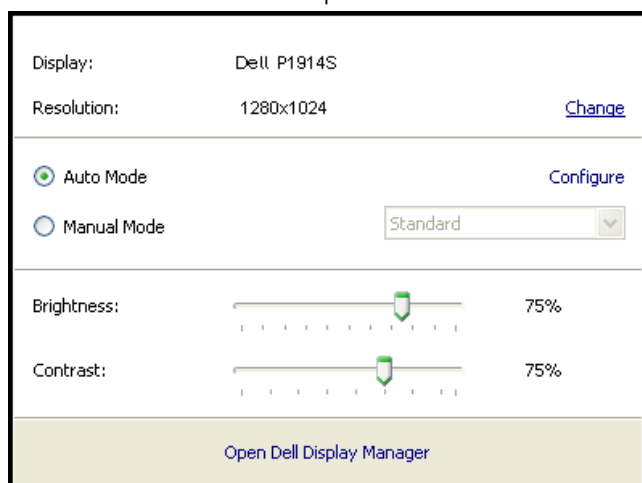 Display: Dell P1914S
Resolution: 1280x1024 Change
Auto Mode Configure
Manual Mode Standard
Brightness: 75%
Contrast: 75%
Open Dell Display Manager